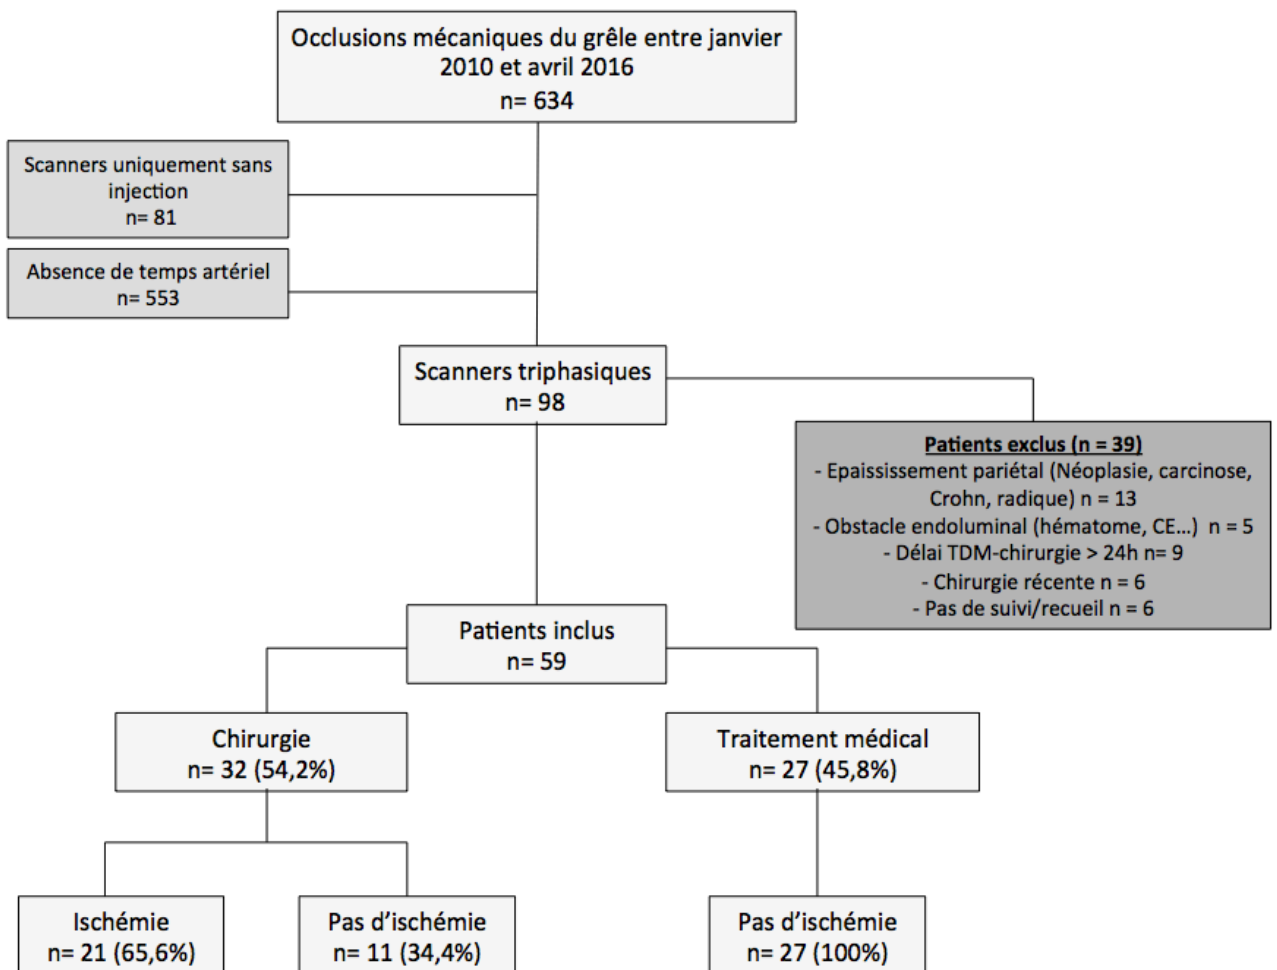 Occlusions mécaniques du grêle entre janvier
2010 et avril 2016
n= 634
Scanners uniquement sans
injection
n= 81
Absence de temps artériel
n= 553
Scanners triphasiques
n= 98
Patients exclus (n = 39)
- Epaississement pariétal (Néoplasie, carcinose,
Crohn, radique) n = 13
- Obstacle endoluminal (hématome, CE...) n = 5
- Délai TDM-chirurgie > 24h n= 9
- Chirurgie récente n = 6
- Pas de suivi/recueil n = 6
Patients inclus
n= 59
Chirurgie
n= 32 (54,2%)
Traitement médical
n= 27 (45,8%)
Ischémie
n= 21 (65,6%)
Pas d’ischémie
n= 11 (34,4%)
Pas d’ischémie
n= 27 (100%)